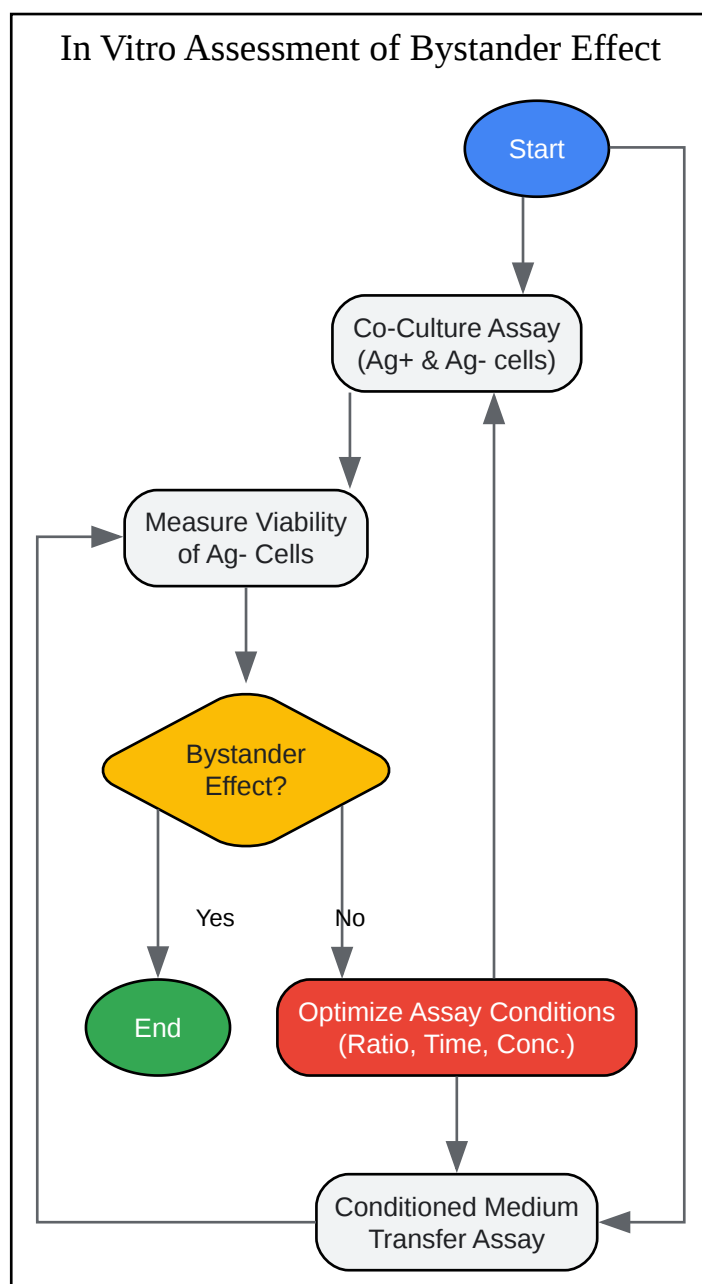 In Vitro Assessment of Bystander Effect
Start
Co-Culture Assay
(Ag+ & Ag- cells)
Measure Viability
of Ag- Cells
Bystander
Effect?
Yes
No
End
Optimize Assay Conditions
(Ratio, Time, Conc.)
Conditioned Medium
Transfer Assay